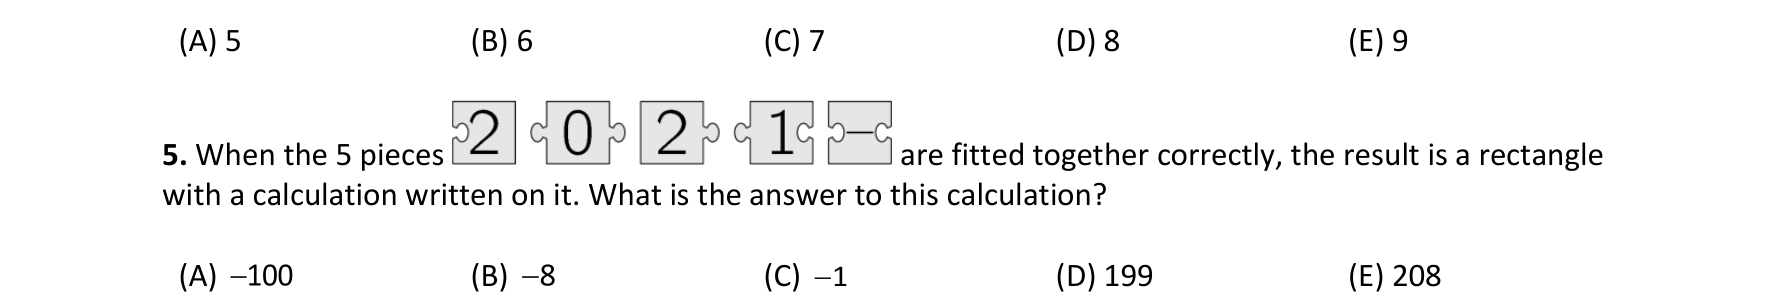 (A) 5 (B) 6 (C) 7 (D) 8 (E) 9
5. When the 5 pieces 2 0 2 1 − are fitted together correctly, the result is a rectangle
with a calculation written on it. What is the answer to this calculation?
(A) −100 (B) −8 (C) −1 (D) 199 (E) 208